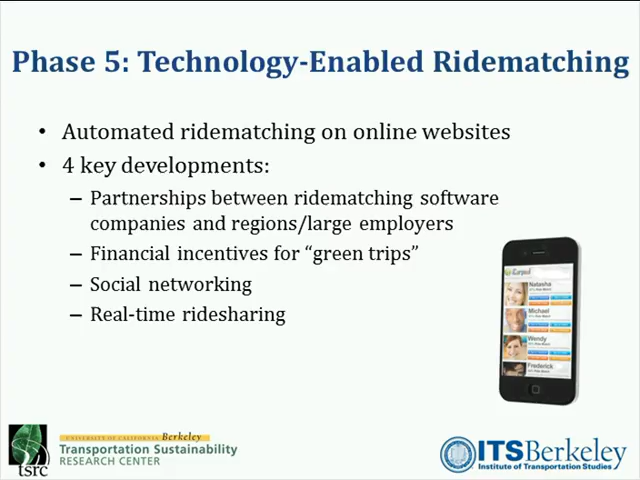 Phase 5: Technology-Enabled Ridematching
• Automated ridematching on online websites
• 4 key developments:
– Partnerships between ridematching software
companies and regions/large employers
– Financial incentives for “green trips”
– Social networking
– Real-time ridesharing
Natasha
Michael
Wendy
Frederick
tsrc
UNIVERSITY OF CALIFORNIA Berkeley
Transportation Sustainability
RESEARCH CENTER
ITSBerkeley
Institute of Transportation Studies